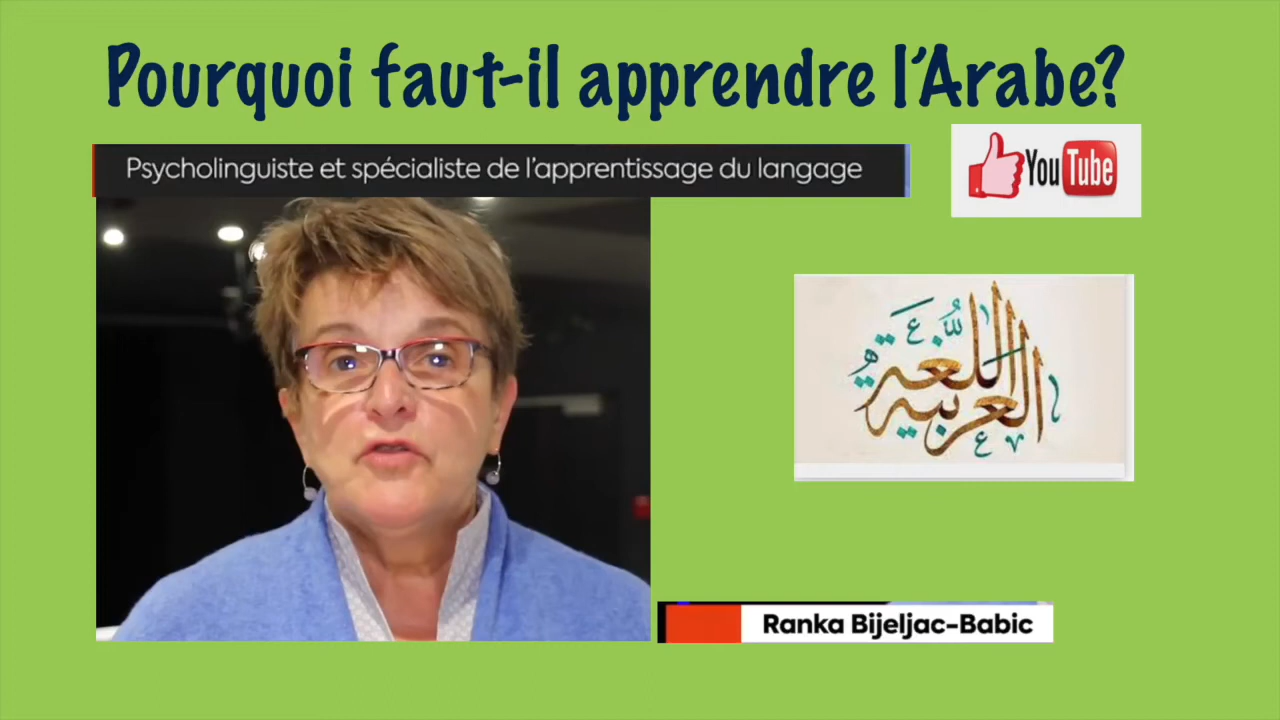 Pourquoi faut-il apprendre l'Arabe?
Psycholinguiste et spécialiste de l'apprentissage du langage
YouTube
اللغة
العربية
Ranka Bijeljac-Babic